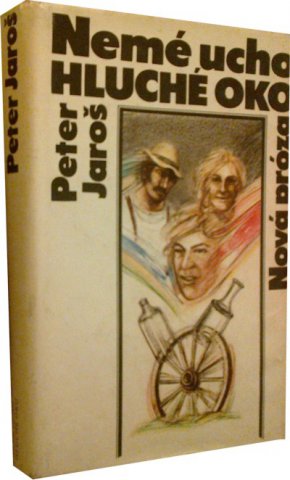 Nemé ucho
HLUCHÉ OKO
Peter
Jaroš
Nová próza
Peter Jaroš